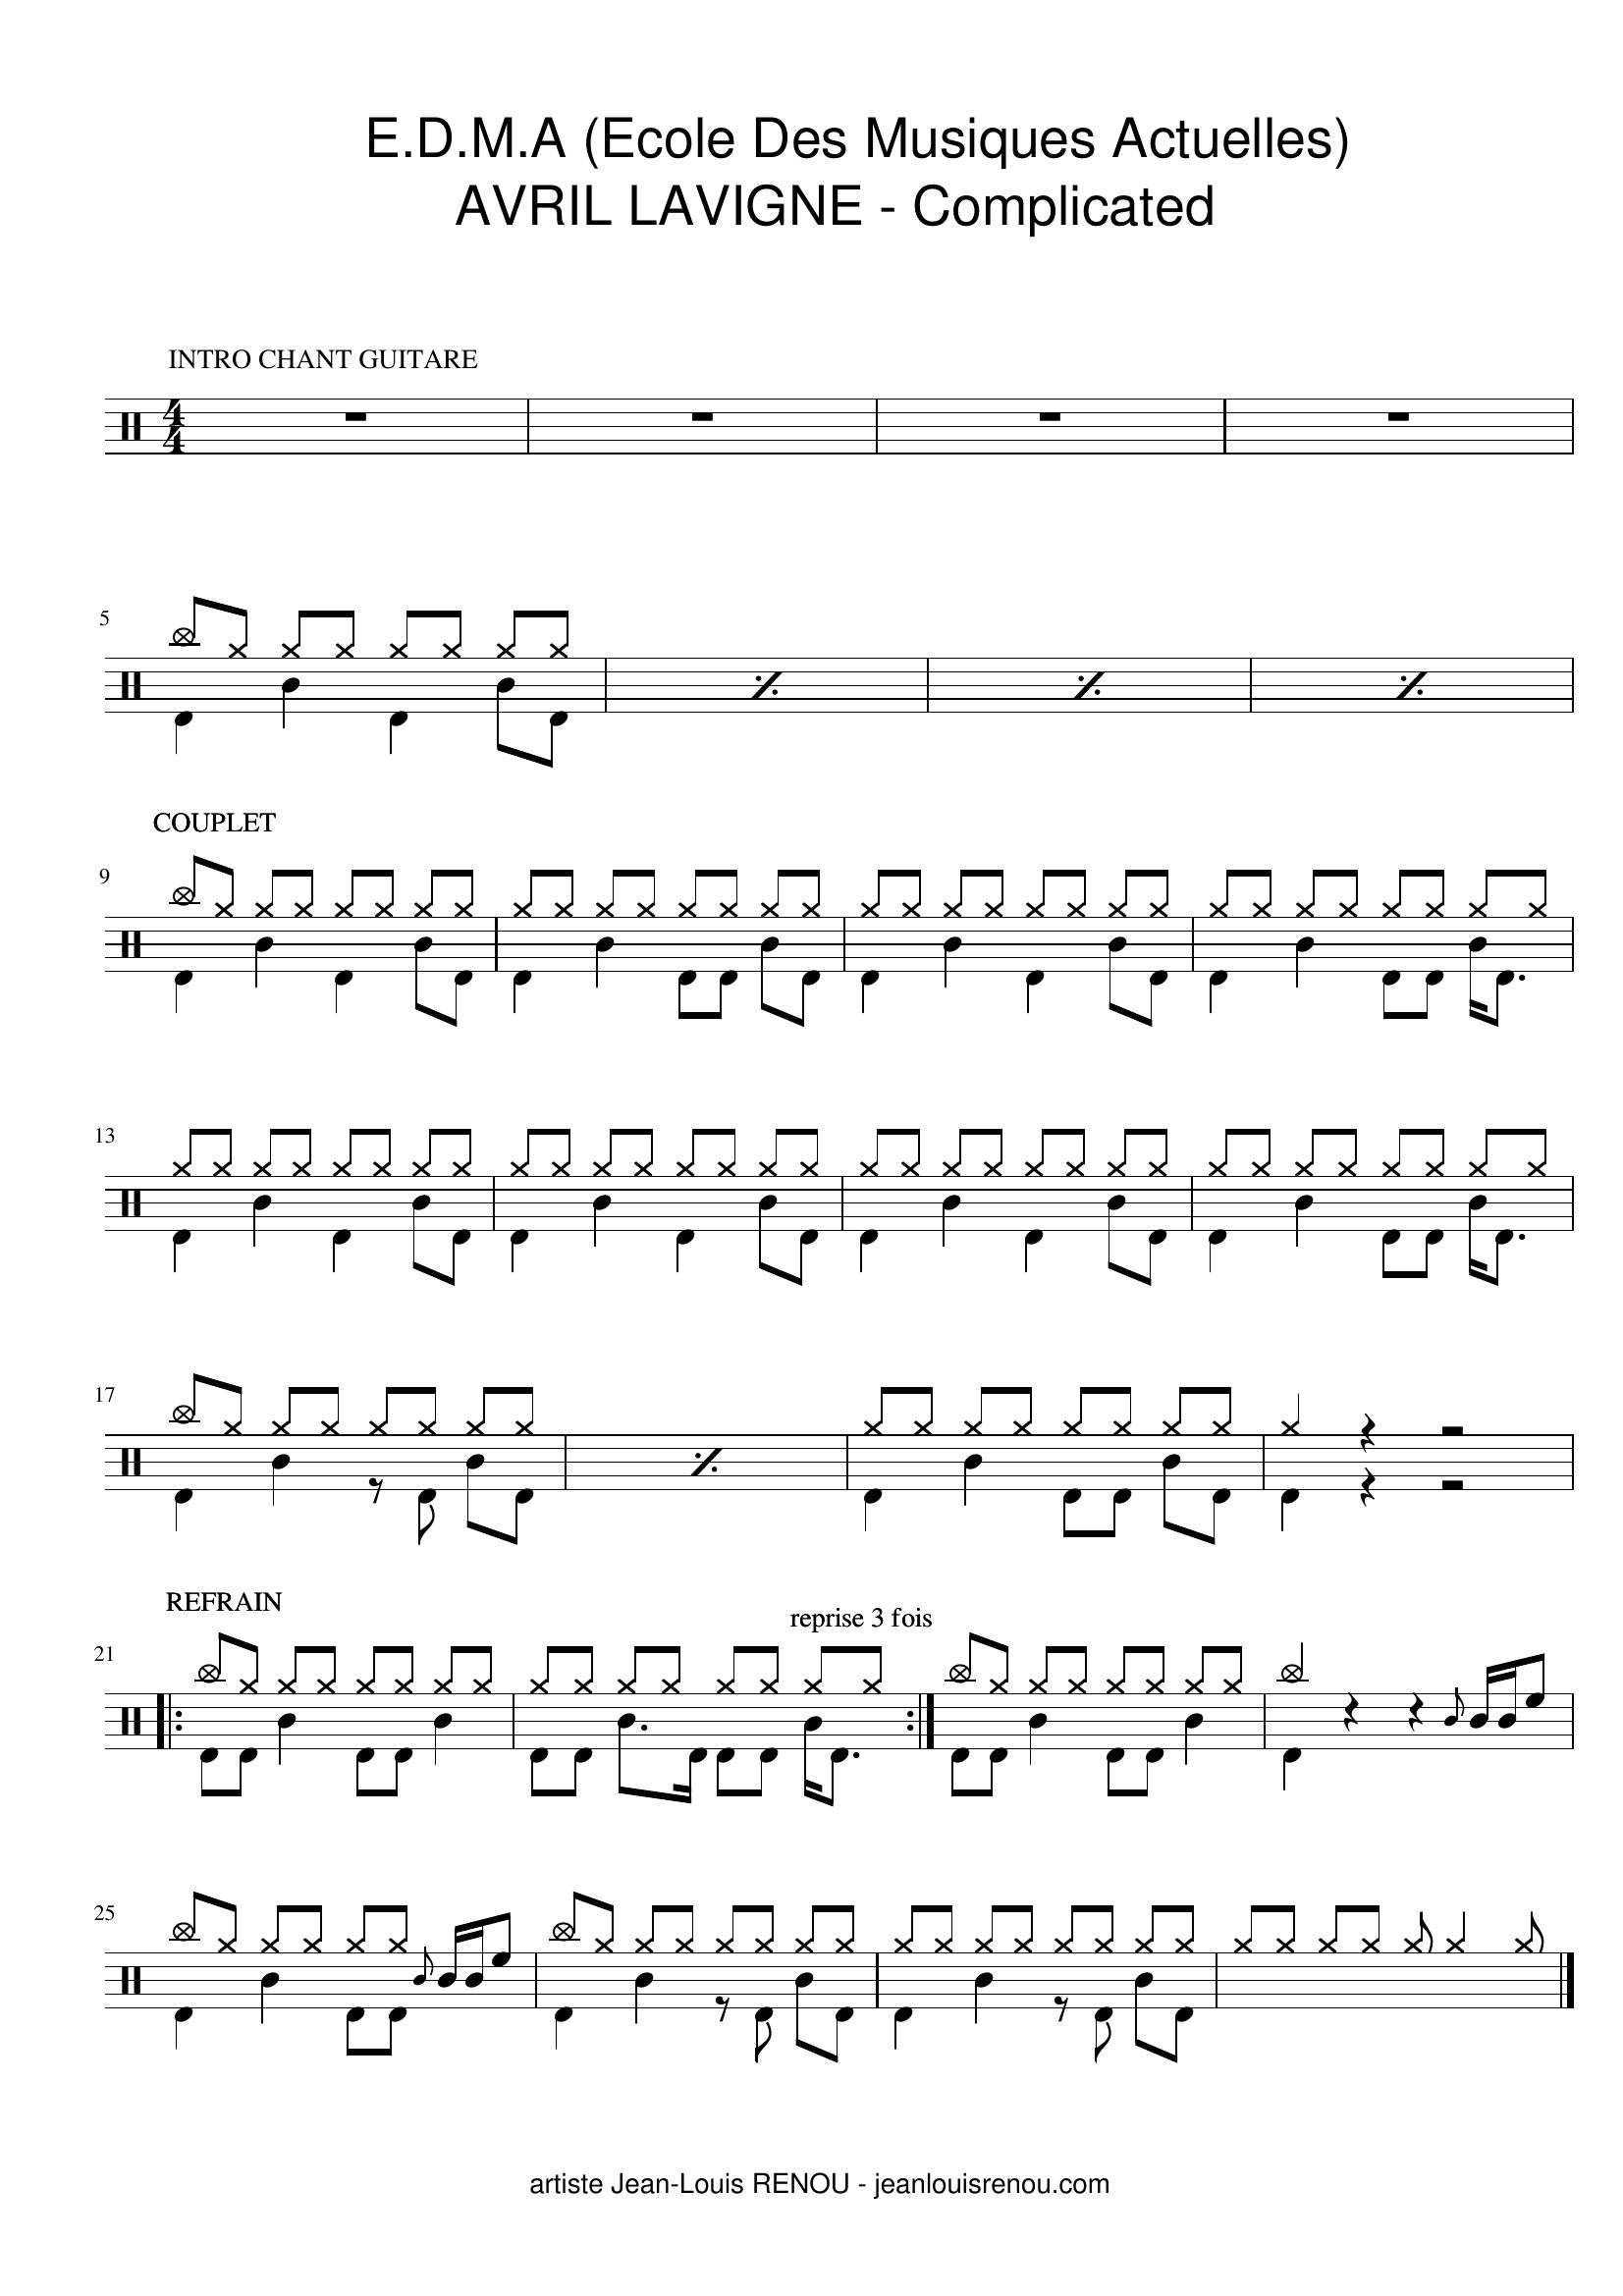 E.D.M.A (Ecole Des Musiques Actuelles)
AVRIL LAVIGNE - Complicated
INTRO CHANT GUITARE
4
4
5
COUPLET
9
13
17
REFRAIN
reprise 3 fois
21
25
artiste Jean-Louis RENOU - jeanlouisrenou.com